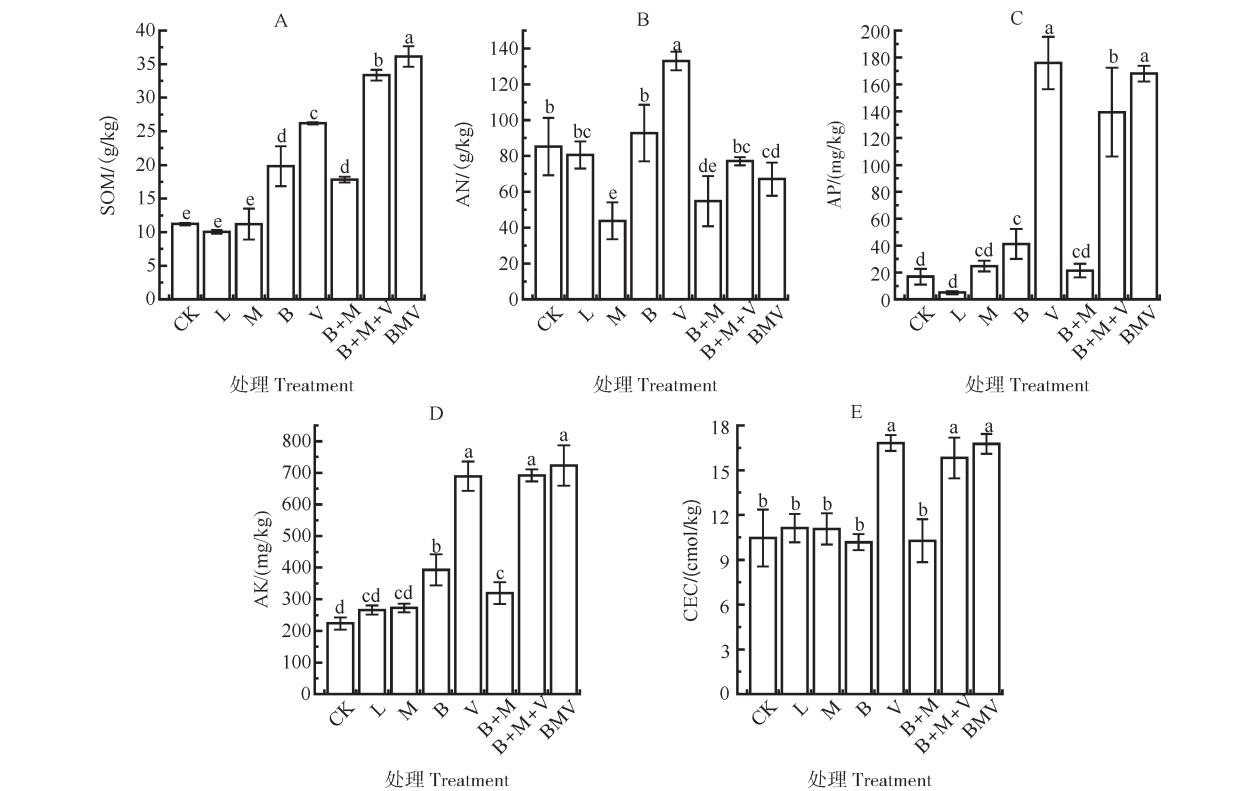 A
SOM/(g/kg)
40
35
30
25
20
15
10
5
0
e
e
e
d
c
d
b
a
CK
L
M
B
V
B+M
B+M+V
BMV
处理 Treatment
B
AN/(g/kg)
140
120
100
80
60
40
20
0
b
bc
e
b
a
de
bc
cd
CK
L
M
B
V
B+M
B+M+V
BMV
处理 Treatment
C
AP/(mg/kg)
200
180
160
140
120
100
80
60
40
20
0
d
d
cd
c
a
cd
b
a
CK
L
M
B
V
B+M
B+M+V
BMV
处理 Treatment
D
AK/(mg/kg)
800
700
600
500
400
300
200
100
0
d
cd
cd
b
a
c
a
a
CK
L
M
B
V
B+M
B+M+V
BMV
处理 Treatment
E
CEC/(cmol/kg)
18
15
12
9
6
3
0
b
b
b
b
a
b
a
a
CK
L
M
B
V
B+M
B+M+V
BMV
处理 Treatment